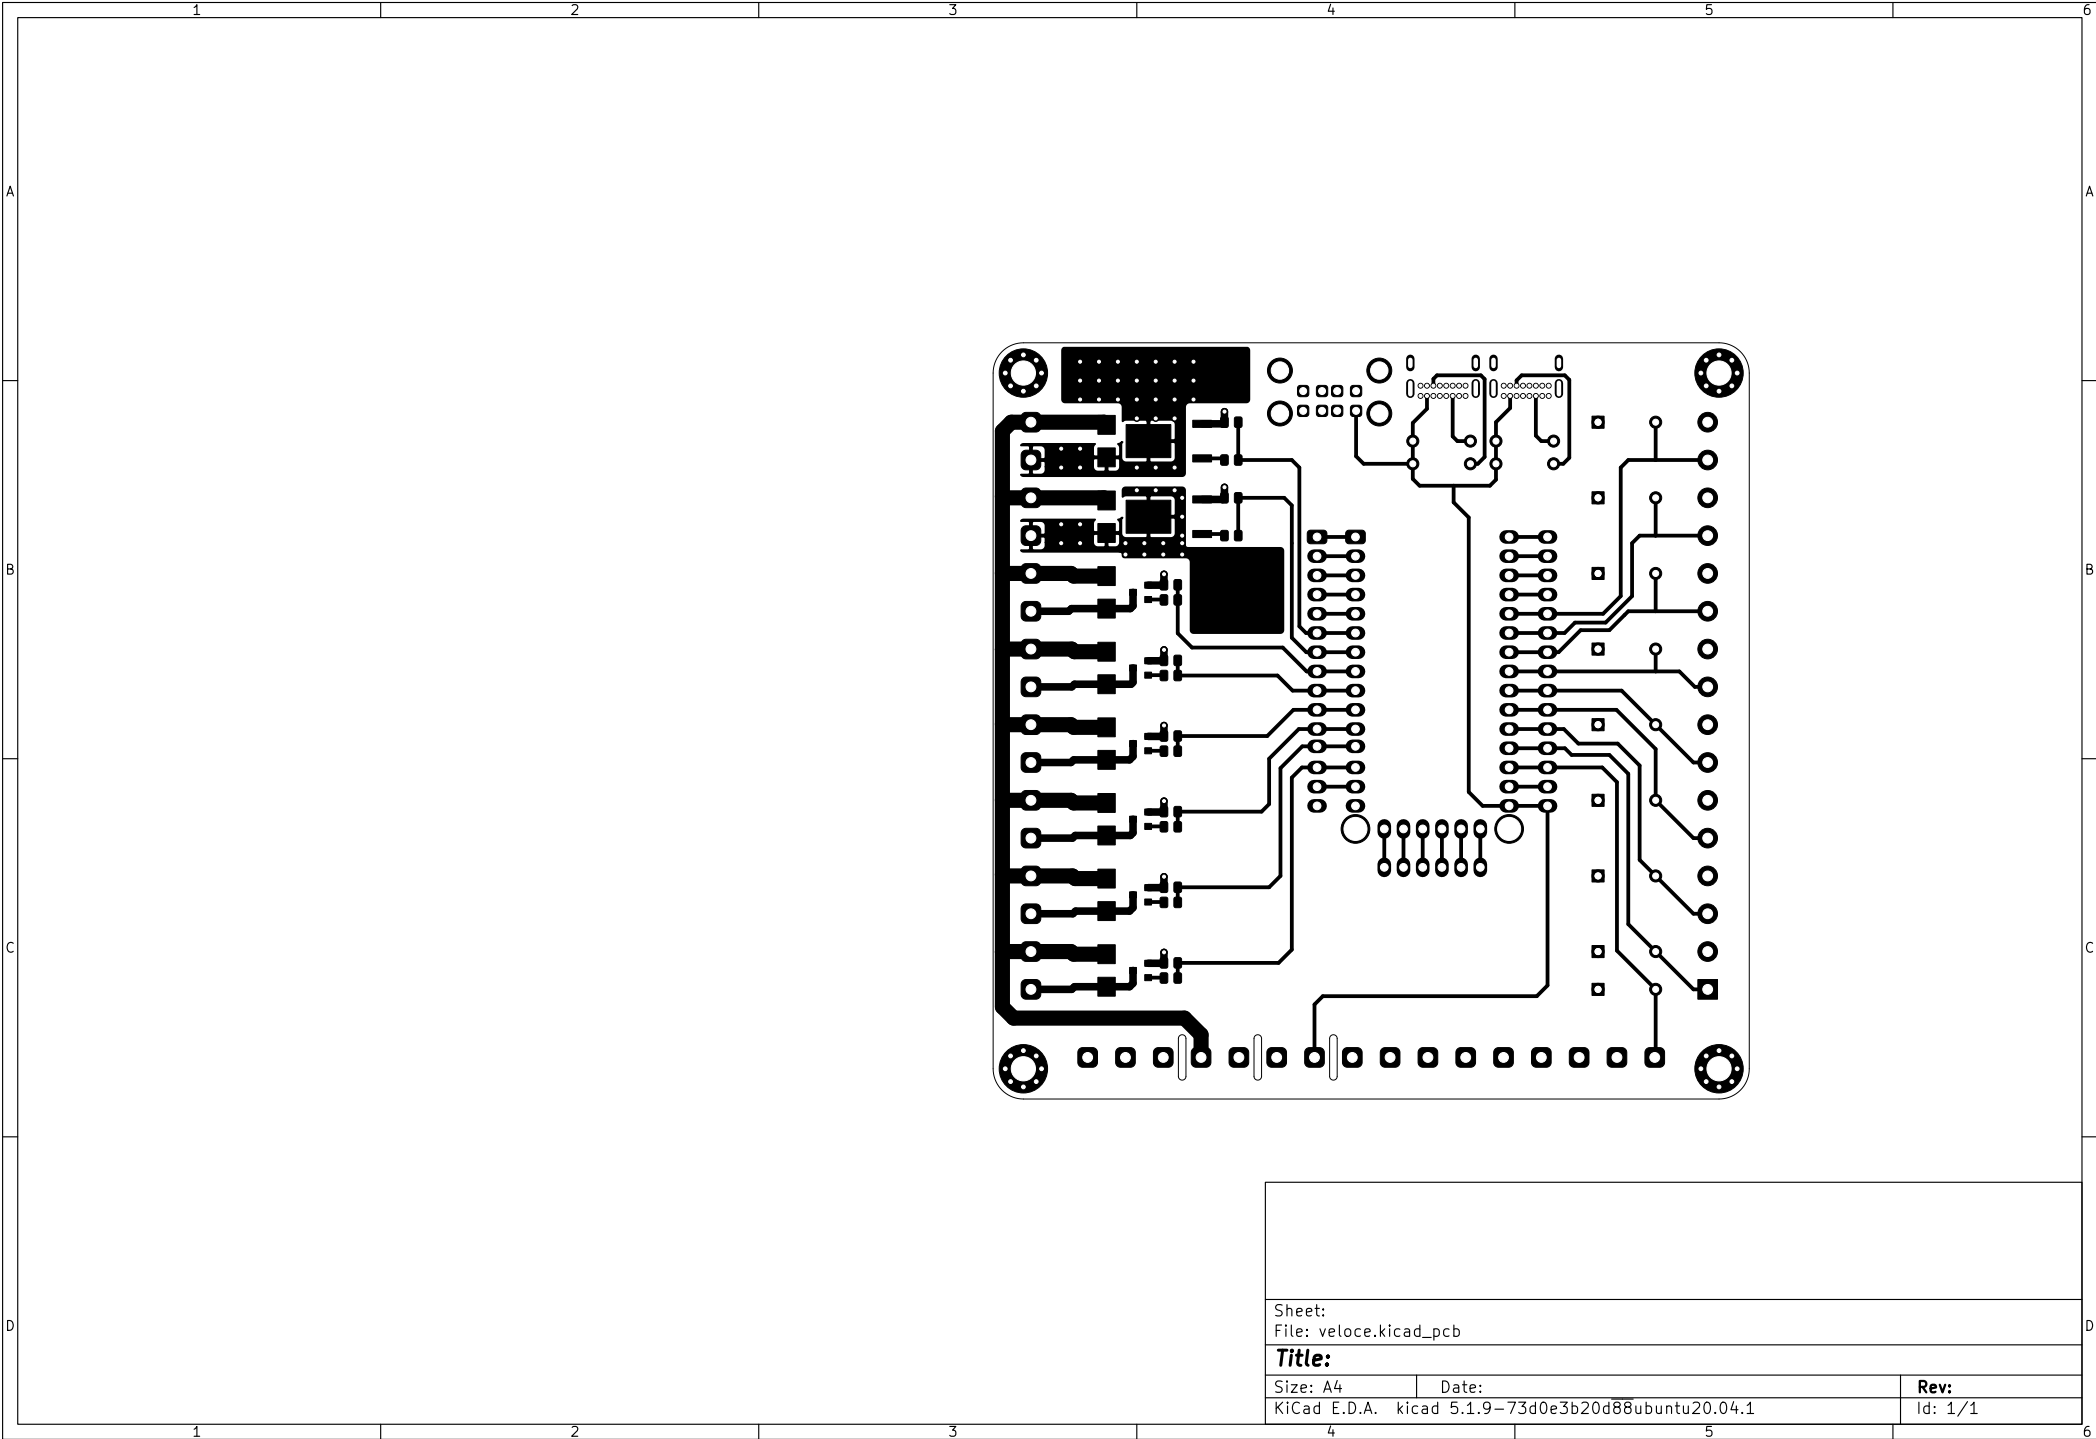 1 2 3 4 5 6
A A
B B
C C
D D
Sheet:
File: veloce.kicad_pcb
Title:
Size: A4 Date: Rev:
KiCad E.D.A. kicad 5.1.9-73d0e3b20d88ubuntu20.04.1 Id: 1/1
1 2 3 4 5 6